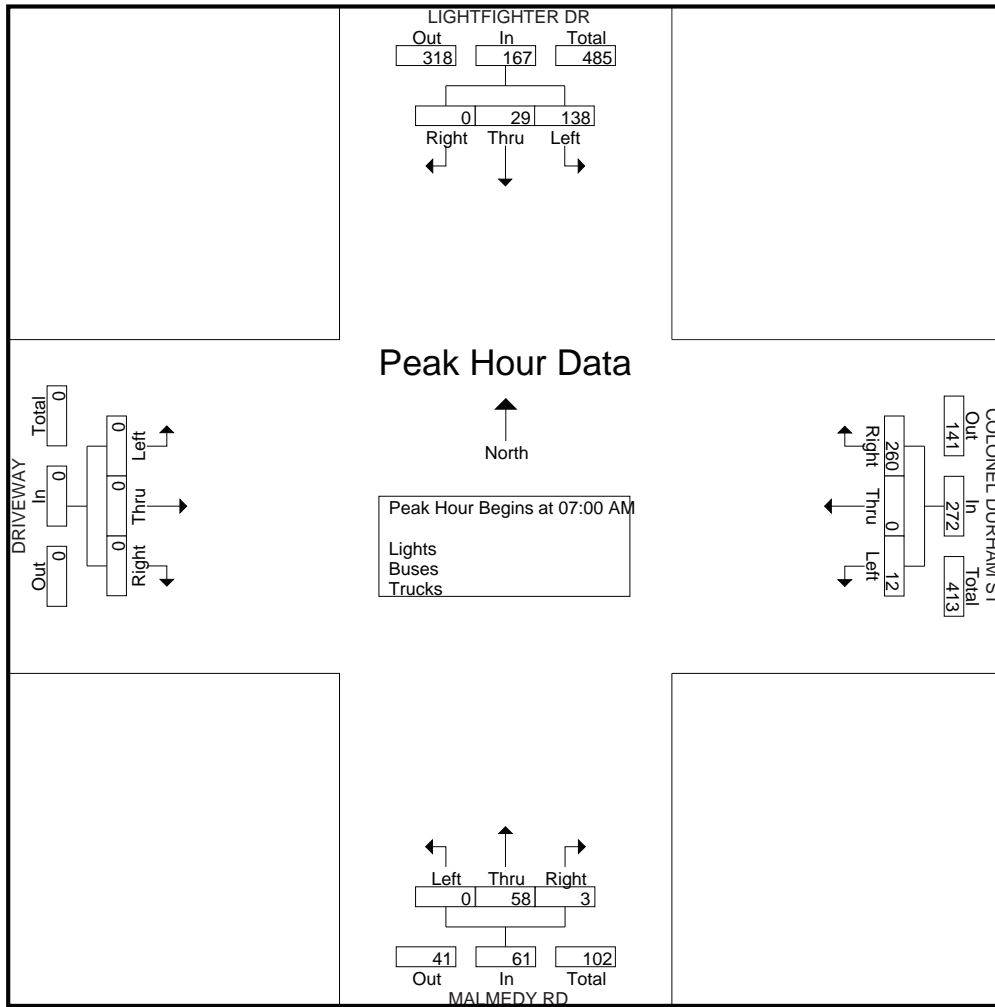 LIGHTFIGHTER DR
Out In Total
318 167 485
0 29 138
Right Thru Left
Peak Hour Data
North
Peak Hour Begins at 07:00 AM
Lights
Buses
Trucks
DRIVEWAY
Out In Total
0 0 0
0 0 0
Right Thru Left
COLONEL DURHAM ST
Out In Total
141 272 413
260 0 12
Right Thru Left
Left Thru Right
0 58 3
41 61 102
Out In Total
MALMEDY RD